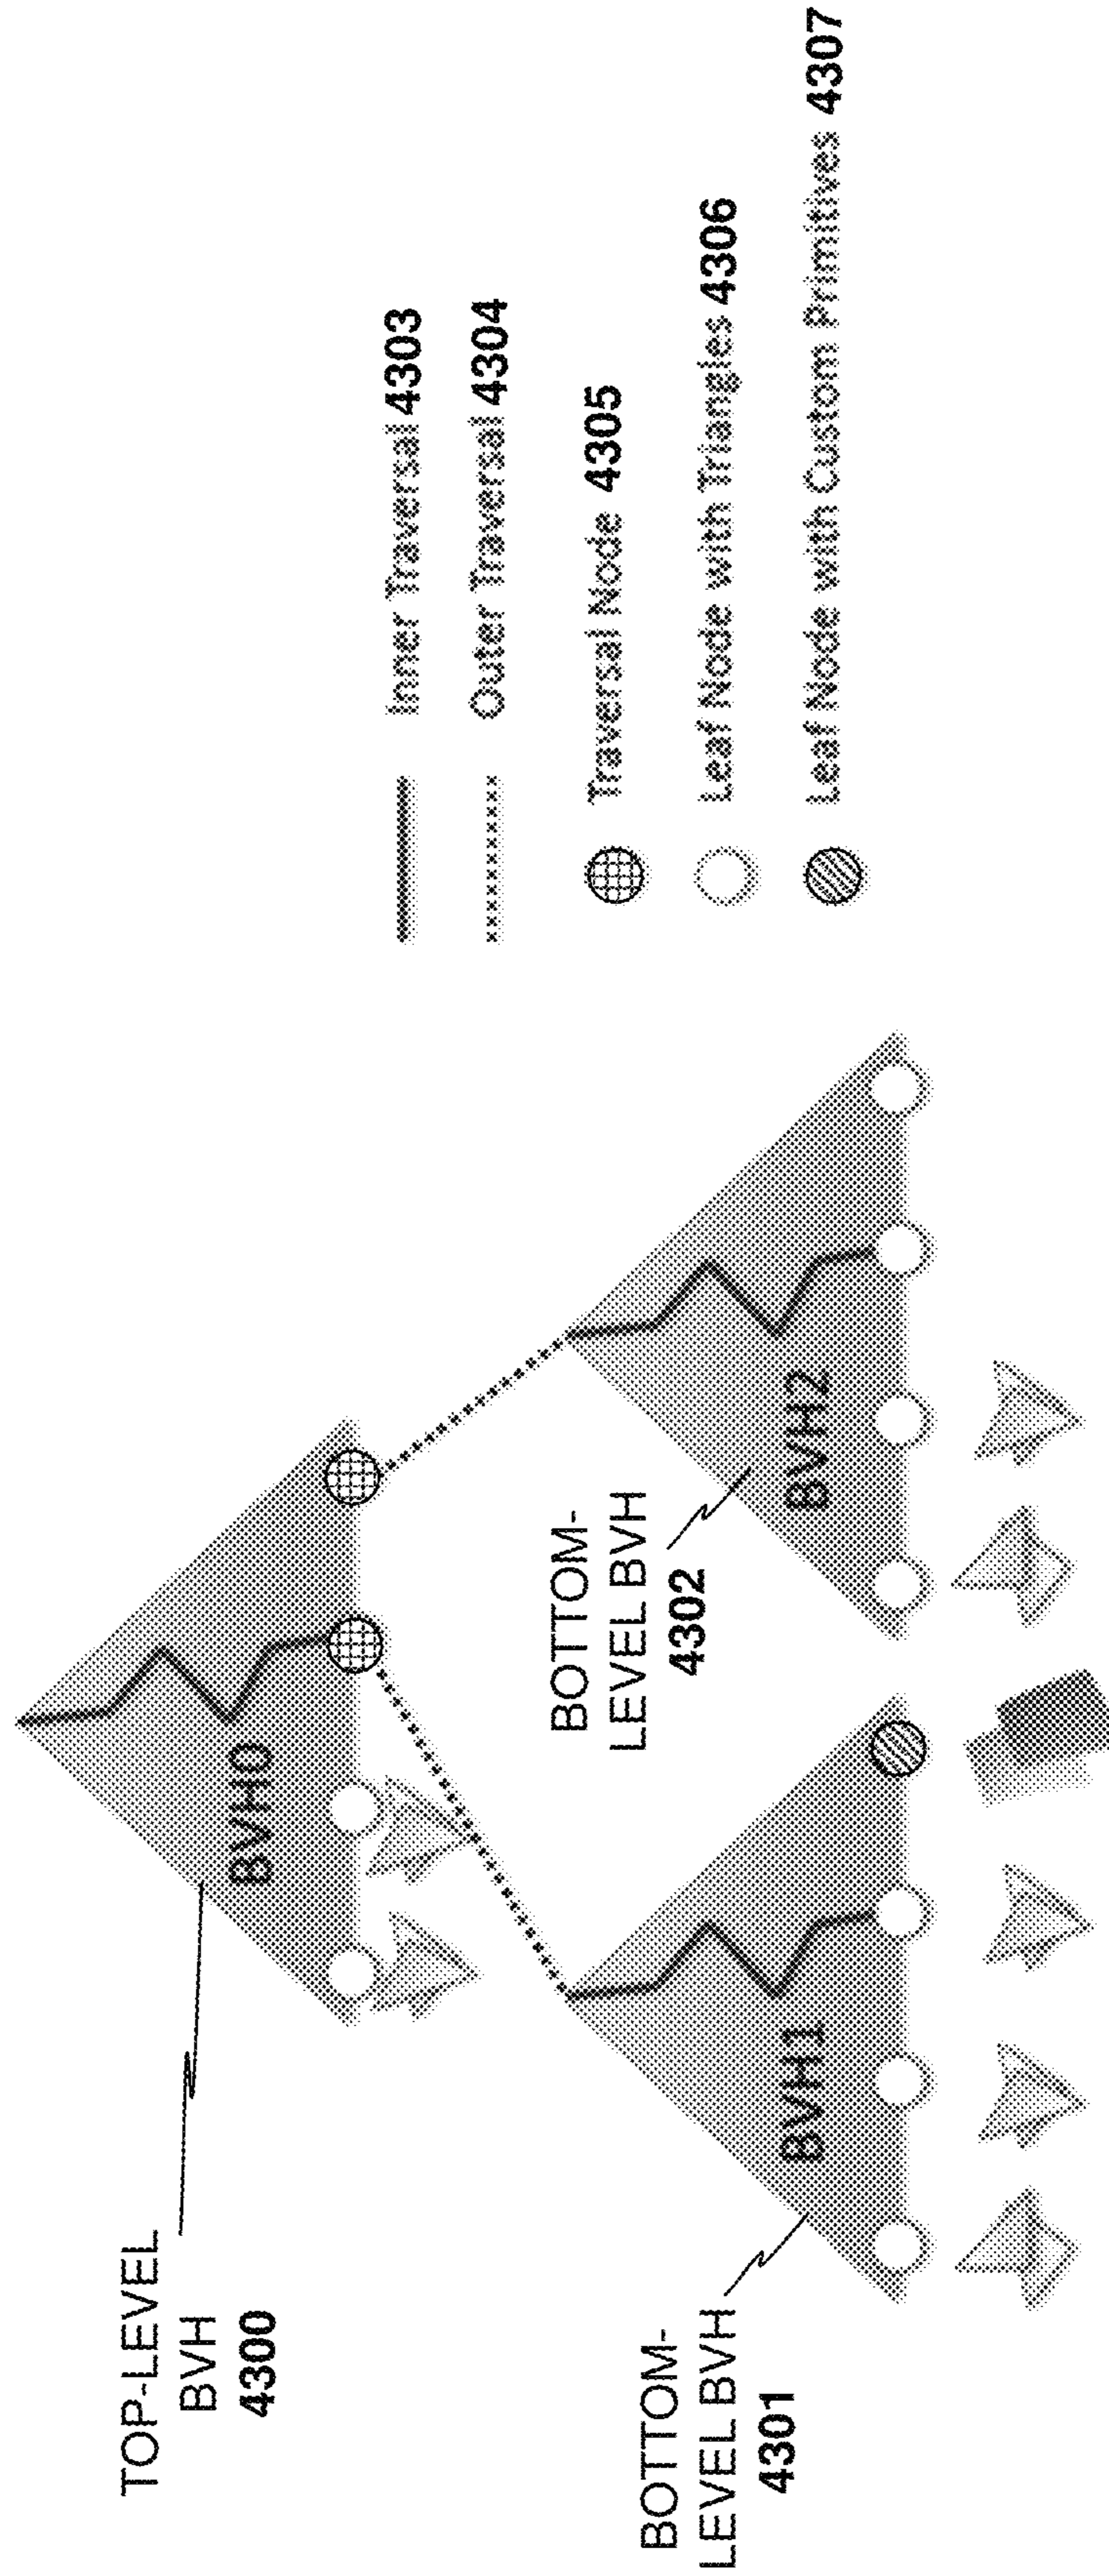 TOP-LEVEL
BVH
4300
BVH0
BOTTOM-
LEVEL BVH
4301
BVH1
BOTTOM-
LEVEL BVH
4302
BVH2
Inner Traversal 4303
Outer Traversal 4304
Traversal Node 4305
Leaf Node with Triangles 4306
Leaf Node with Custom Primitives 4307